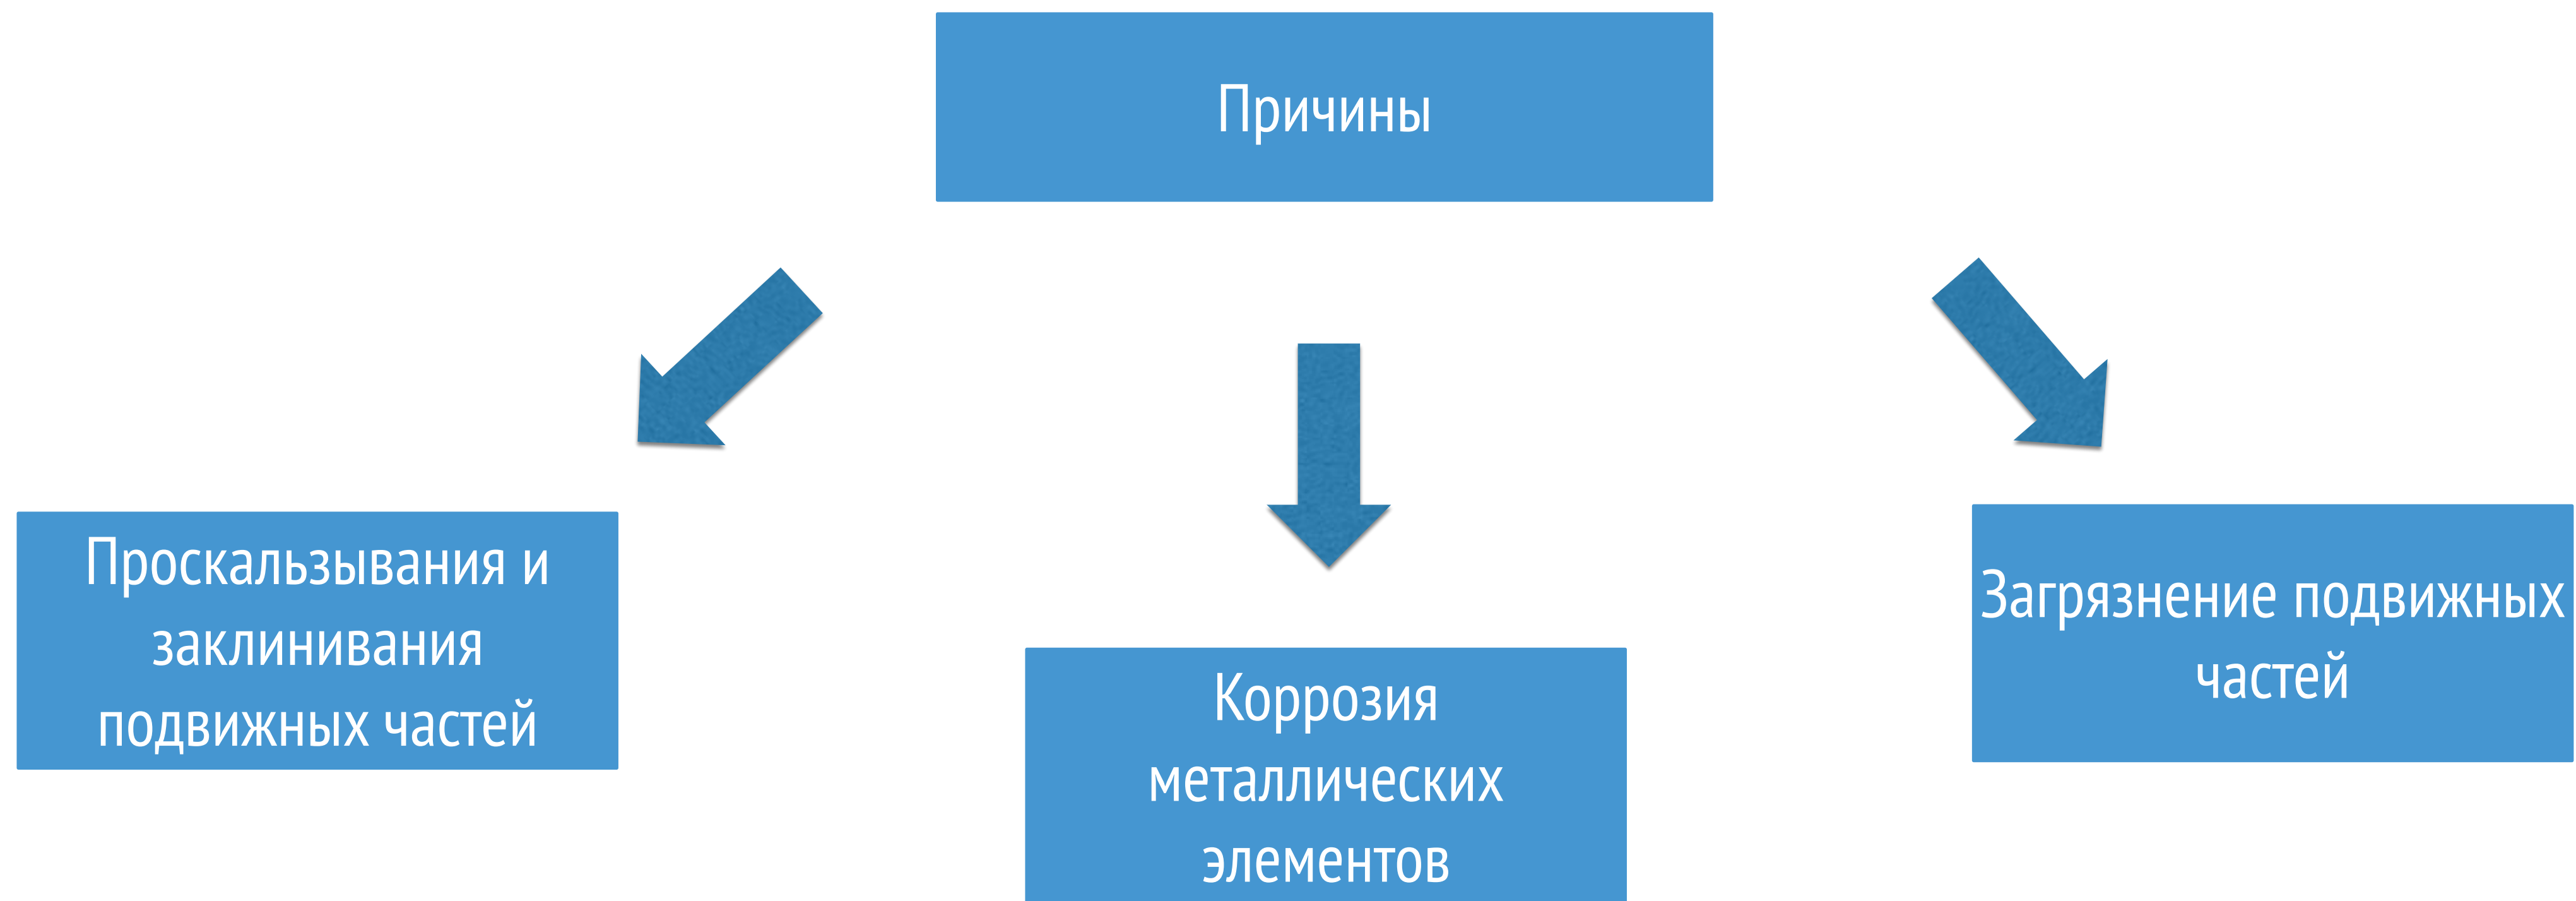 Причины
Проскальзывания и
заклинивания
подвижных частей
Коррозия
металлических
элементов
Загрязнение подвижных
частей